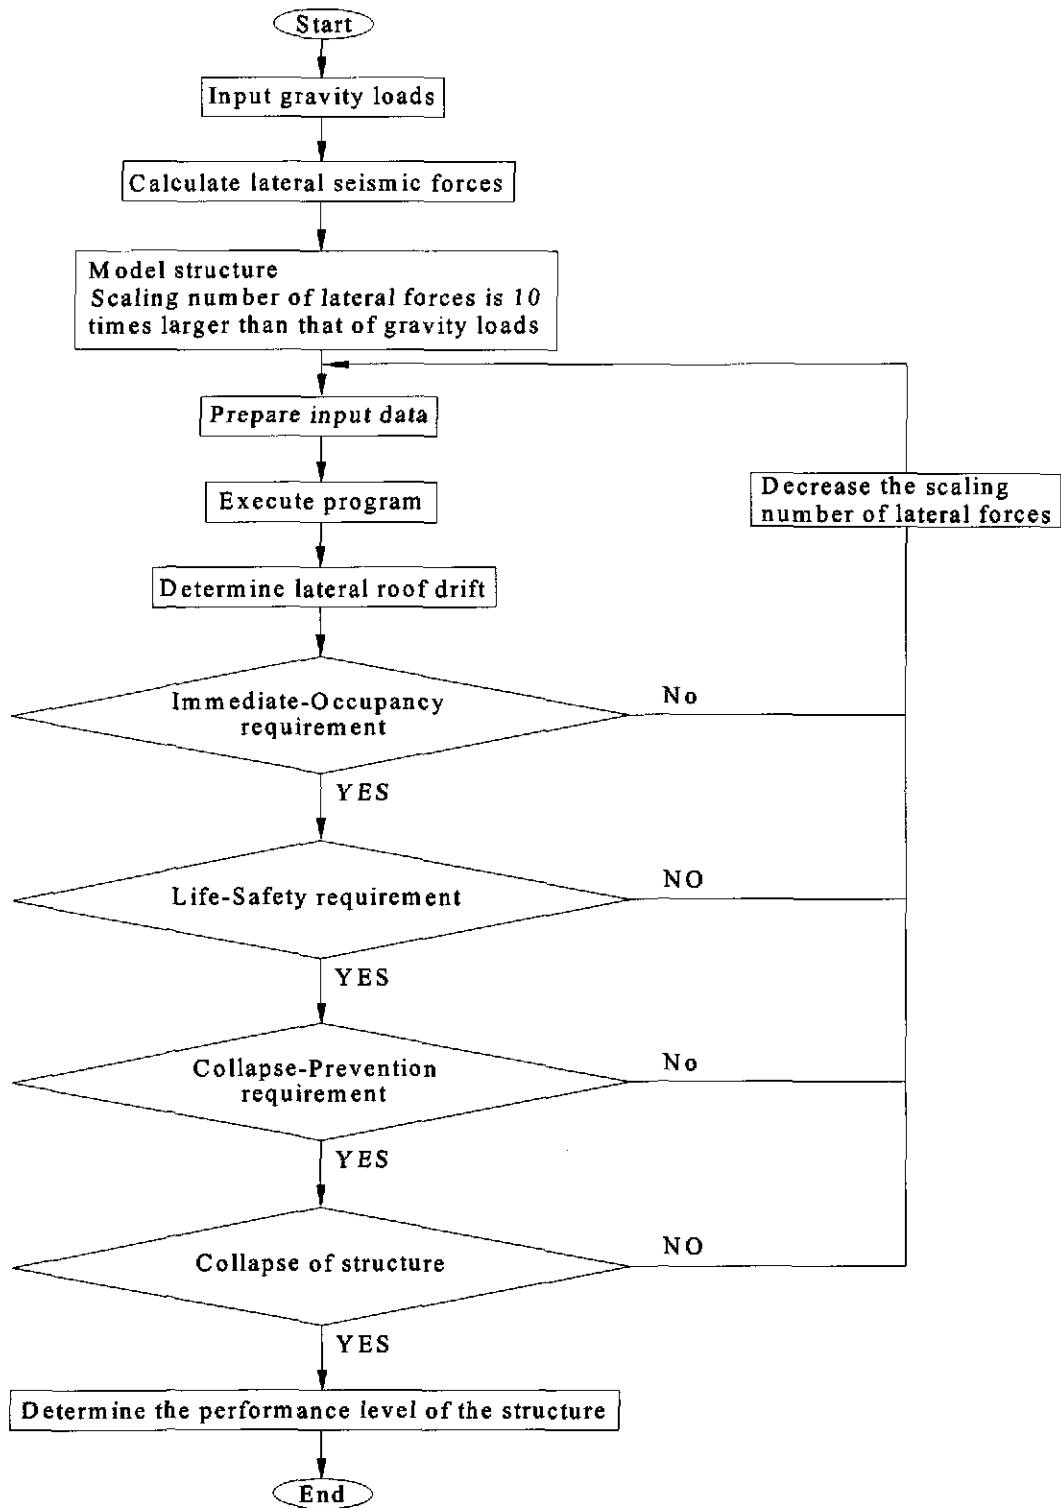 Start
Input gravity loads
Calculate lateral seismic forces
Model structure
Scaling number of lateral forces is 10
times larger than that of gravity loads
Prepare input data
Execute program
Decrease the scaling
number of lateral forces
Determine lateral roof drift
Immediate-Occupancy
requirement
No
YES
Life-Safety requirement
NO
YES
Collapse-Prevention
requirement
No
YES
Collapse of structure
NO
YES
Determine the performance level of the structure
End